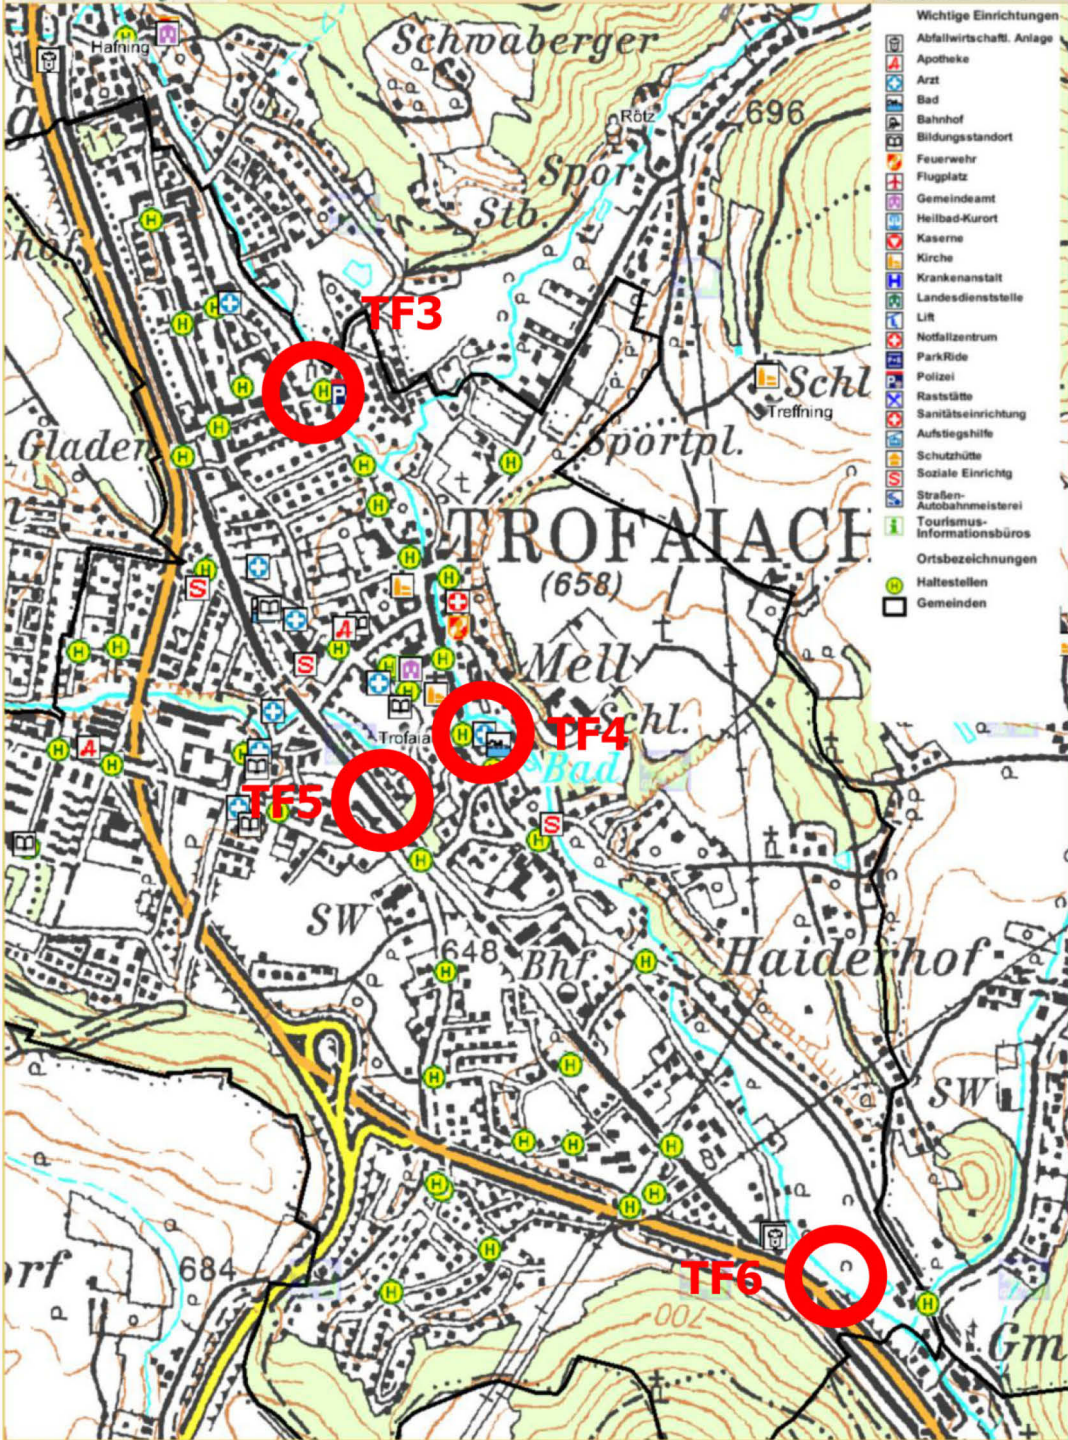 Hafning
Schwaberger
Rötz
696
Spor
Stb
TF3
Schl
Treffning
Gladen
Sportpl.
TROFAIACH
(658)
Mell
Schl.
Trofaia
TF4
Bad
TF5
SW
648
Bhf
Haiderhof
SW
8
684
TF6
700
Gm
Wichtige Einrichtungen
Abfallwirtschaftl. Anlage
Apotheke
Arzt
Bad
Bahnhof
Bildungsstandort
Feuerwehr
Flugplatz
Gemeindeamt
Heilbad-Kurort
Kaserne
Kirche
Krankenanstalt
Landesdienststelle
Lift
Notfallzentrum
ParkRide
Polizei
Raststätte
Sanitätseinrichtung
Aufstiegshilfe
Schutzhütte
Soziale Einrichtg
Straßen-
Autobahnmeisterei
Tourismus-
Informationsbüros
Ortsbezeichnungen
Haltestellen
Gemeinden